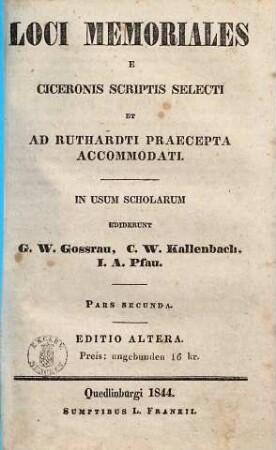 LOCI MEMORIALES
E
CICERONIS SCRIPTIS SELECTI
ET
AD RUTHARDTI PRAECEPTA
ACCOMMODATI.
IN USUM SCHOLARUM
EDIDERUNT
G. W. Gossrau, C. W. Kallenbach,
I. A. Pfau.
PARS SECUNDA.
EDITIO ALTERA.
Preis: ungebunden 16 kr.
Quedlinburgi 1844.
SUMPTIBUS L. FRANKII.